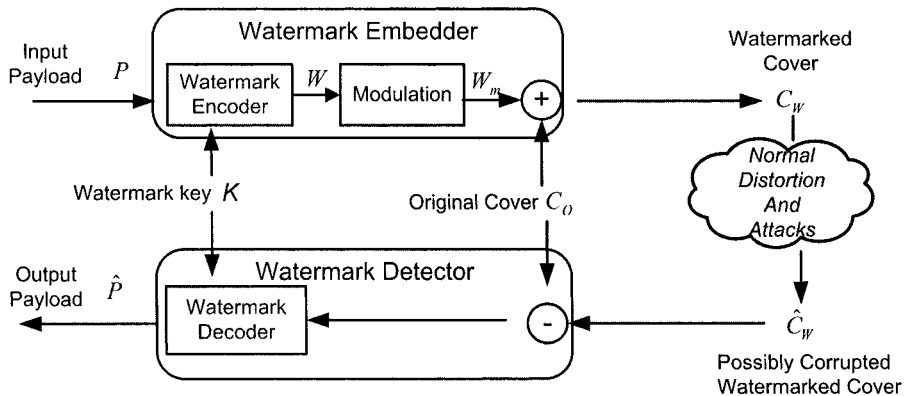 Input
Payload
P
Watermark Embedder
Watermark
Encoder
W
Modulation
W_m
+
Watermarked
Cover
C_W
Normal
Distortion
And
Attacks
Watermark key K
Original Cover C_O
Output
Payload
P̂
Watermark Detector
Watermark
Decoder
-
Ĉ_W
Possibly Corrupted
Watermarked Cover